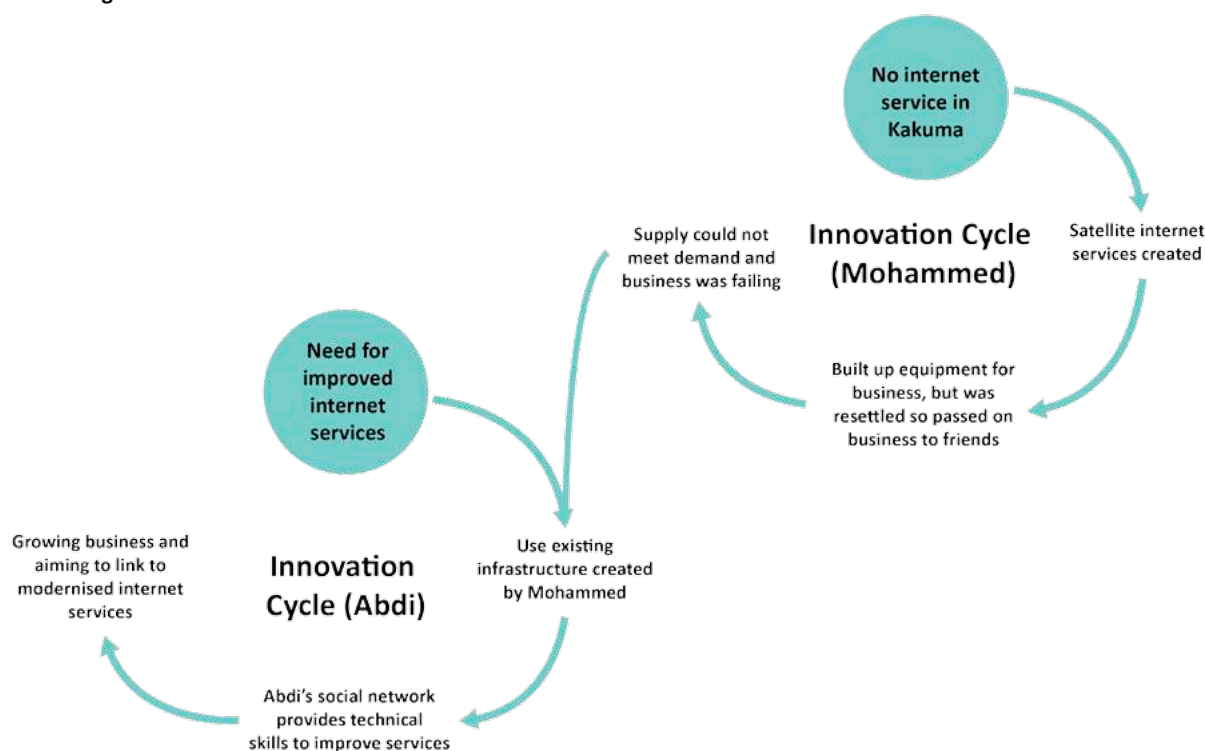 No internet
service in
Kakuma
Innovation Cycle
(Mohammed)
Satellite internet
services created
Built up equipment for
business, but was
resettled so passed on
business to friends
Supply could not
meet demand and
business was failing
Need for
improved
internet
services
Innovation
Cycle (Abdi)
Use existing
infrastructure created
by Mohammed
Abdi's social network
provides technical
skills to improve services
Growing business and
aiming to link to
modernised internet
services